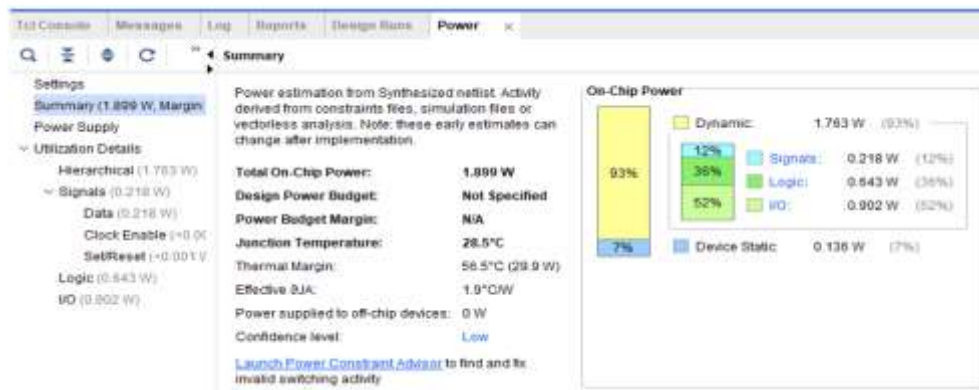 Tcl Console Messages Log Reports Design Runs Power ×
Summary
Settings
Summary (1.899 W, Margin
Power Supply
Utilization Details
Hierarchical (1.763 W)
Signals (0.218 W)
Data (0.218 W)
Clock Enable (<0.00
Set/Reset (<0.001 W
Logic (0.643 W)
I/O (0.902 W)
Power estimation from Synthesized netlist. Activity
derived from constraints files, simulation files or
vectorless analysis. Note: these early estimates can
change after implementation.
Total On-Chip Power: 1.899 W
Design Power Budget: Not Specified
Power Budget Margin: N/A
Junction Temperature: 28.5°C
Thermal Margin: 56.5°C (29.9 W)
Effective ϑJA: 1.9°C/W
Power supplied to off-chip devices: 0 W
Confidence level: Low
Launch Power Constraint Advisor to find and fix
invalid switching activity
On-Chip Power
93%
7%
Dynamic: 1.763 W (93%)
12%
36%
52%
Signals: 0.218 W (12%)
Logic: 0.643 W (36%)
I/O: 0.902 W (52%)
Device Static: 0.136 W (7%)